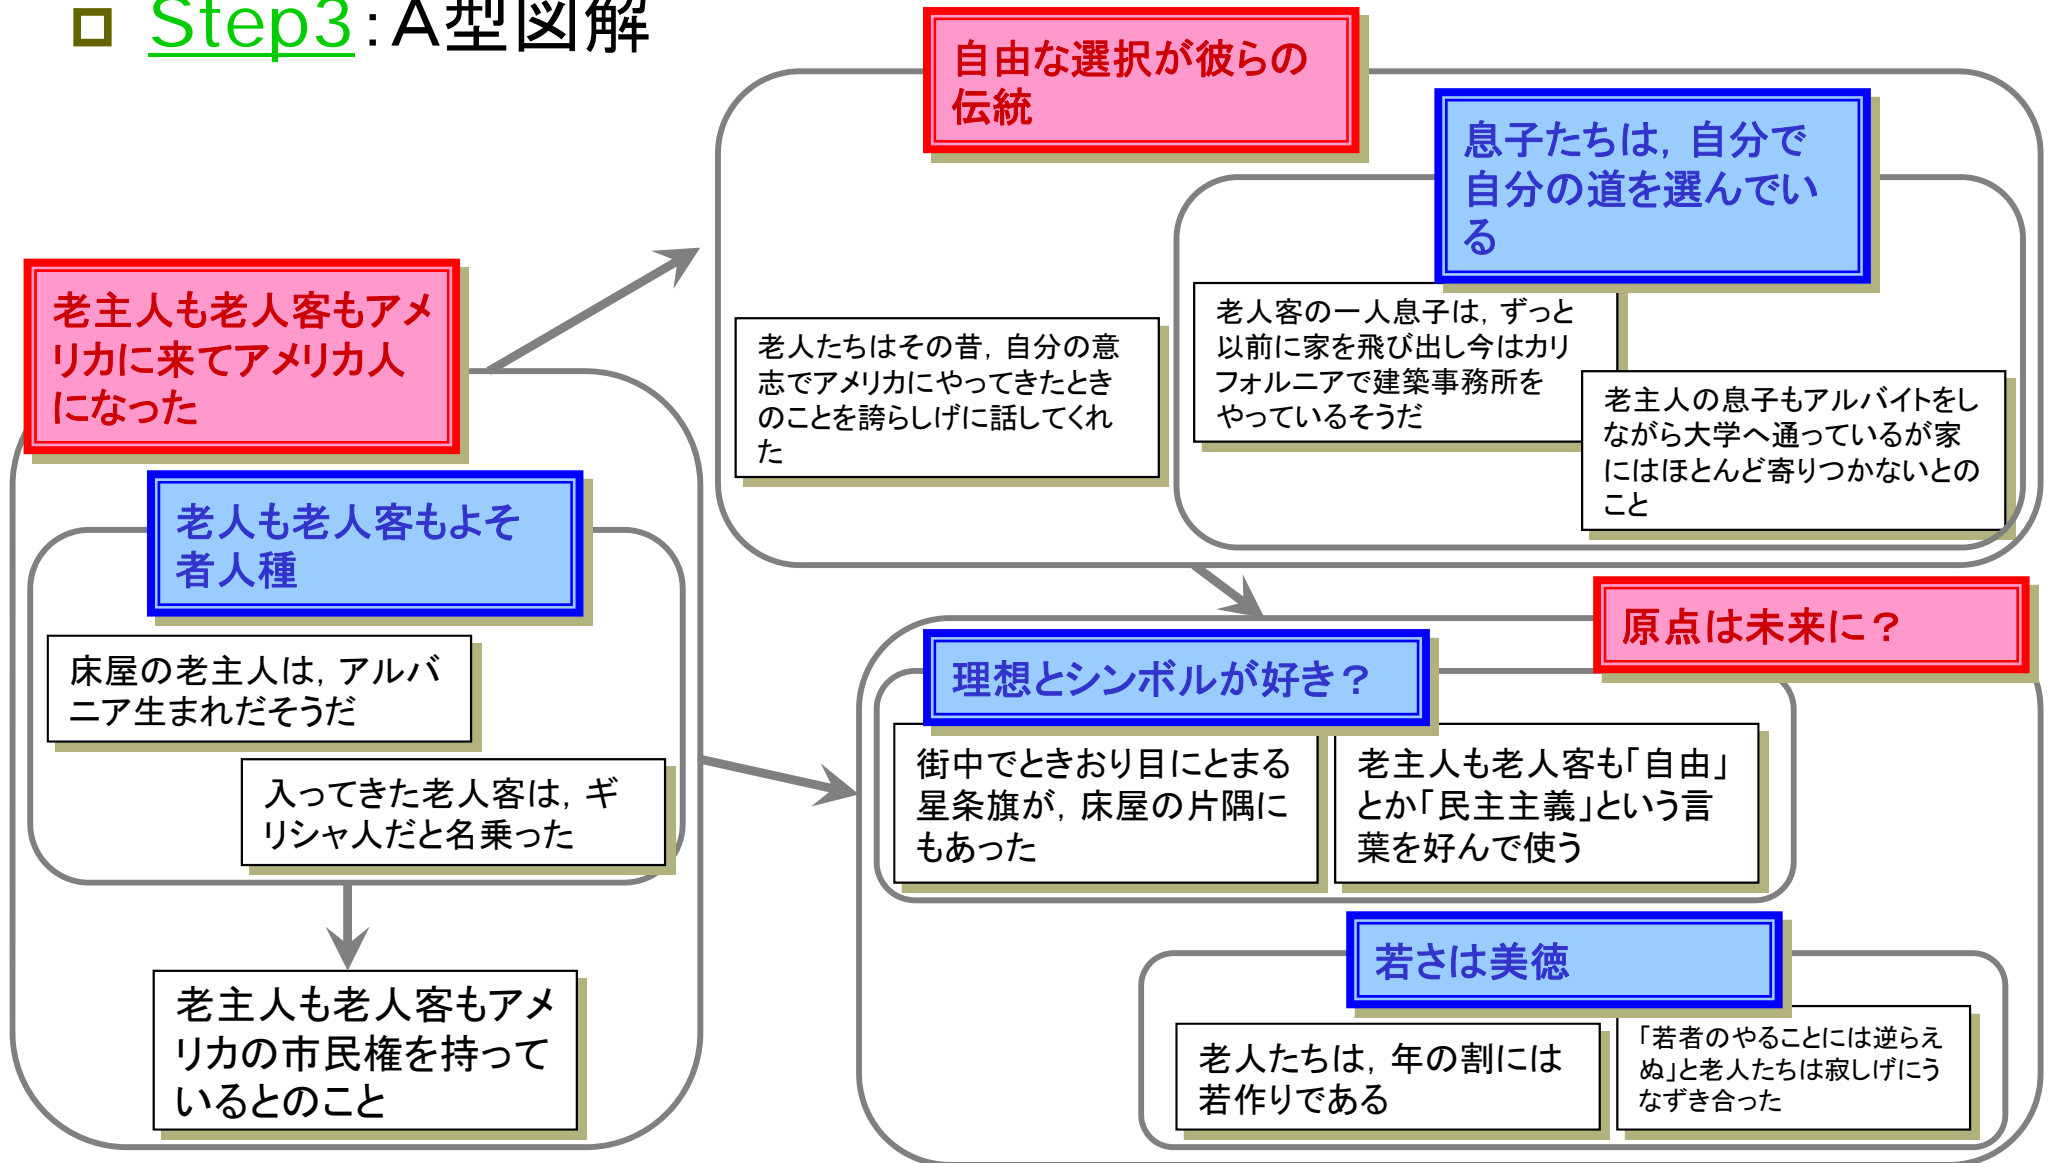 Step3：A型図解
自由な選択が彼らの
伝統
息子たちは，自分で
自分の道を選んでい
る
老人たちはその昔，自分の意
志でアメリカにやってきたとき
のことを誇らしげに話してくれ
た
老人客の一人息子は，ずっと
以前に家を飛び出し今はカリ
フォルニアで建築事務所を
やっているそうだ
老主人の息子もアルバイトをし
ながら大学へ通っているが家
にはほとんど寄りつかないとの
こと
老主人も老人客もアメ
リカに来てアメリカ人
になった
老人も老人客もよそ
者人種
床屋の老主人は，アルバ
ニア生まれだそうだ
入ってきた老人客は，ギ
リシャ人だと名乗った
老主人も老人客もアメ
リカの市民権を持って
いるとのこと
原点は未来に？
理想とシンボルが好き？
街中でときおり目にとまる
星条旗が，床屋の片隅に
もあった
老主人も老人客も「自由」
とか「民主主義」という言
葉を好んで使う
若さは美徳
老人たちは，年の割には
若作りである
「若者のやることには逆らえ
ぬ」と老人たちは寂しげにう
なずき合った